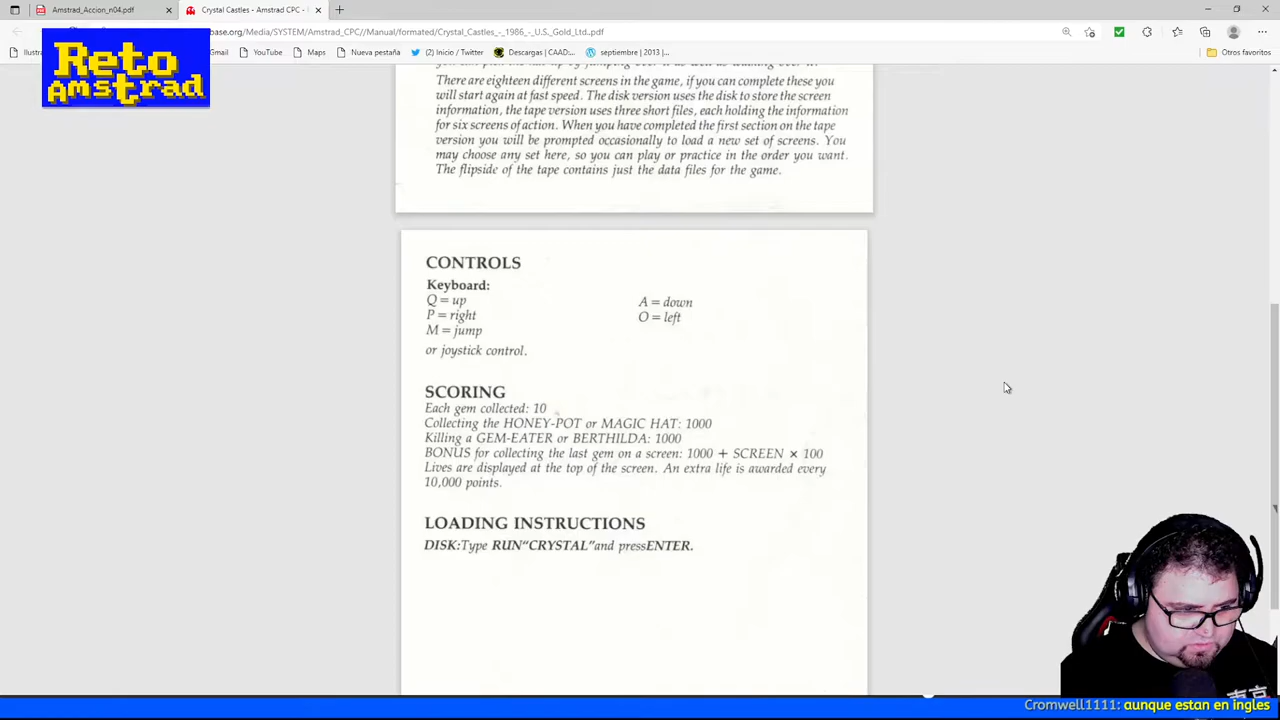 Amstrad_Accion_n04.pdf
Crystal Castles - Amstrad CPC -
base.org/Media/SYSTEM/Amstrad_CPC//Manual/formated/Crystal_Castles_-_1986_-_U.S._Gold_Ltd..pdf
Gmail
YouTube
Maps
Nueva pestaña
(2) Inicio / Twitter
Descargas | CAAD:...
septiembre | 2013 |...
Otros favoritos
Reto
Amstrad
There are eighteen different screens in the game, if you can complete these you
will start again at fast speed. The disk version uses the disk to store the screen
information, the tape version uses three short files, each holding the information
for six screens of action. When you have completed the first section on the tape
version you will be prompted occasionally to load a new set of screens. You
may choose any set here, so you can play or practice in the order you want.
The flipside of the tape contains just the data files for the game.
CONTROLS
Keyboard:
Q = up
A = down
P = right
O = left
M = jump
or joystick control.
SCORING
Each gem collected: 10
Collecting the HONEY-POT or MAGIC HAT: 1000
Killing a GEM-EATER or BERTHILDA: 1000
BONUS for collecting the last gem on a screen: 1000 + SCREEN × 100
Lives are displayed at the top of the screen. An extra life is awarded every
10,000 points.
LOADING INSTRUCTIONS
DISK:Type RUN“CRYSTAL”and pressENTER.
Cromwell1111: aunque estan en ingles